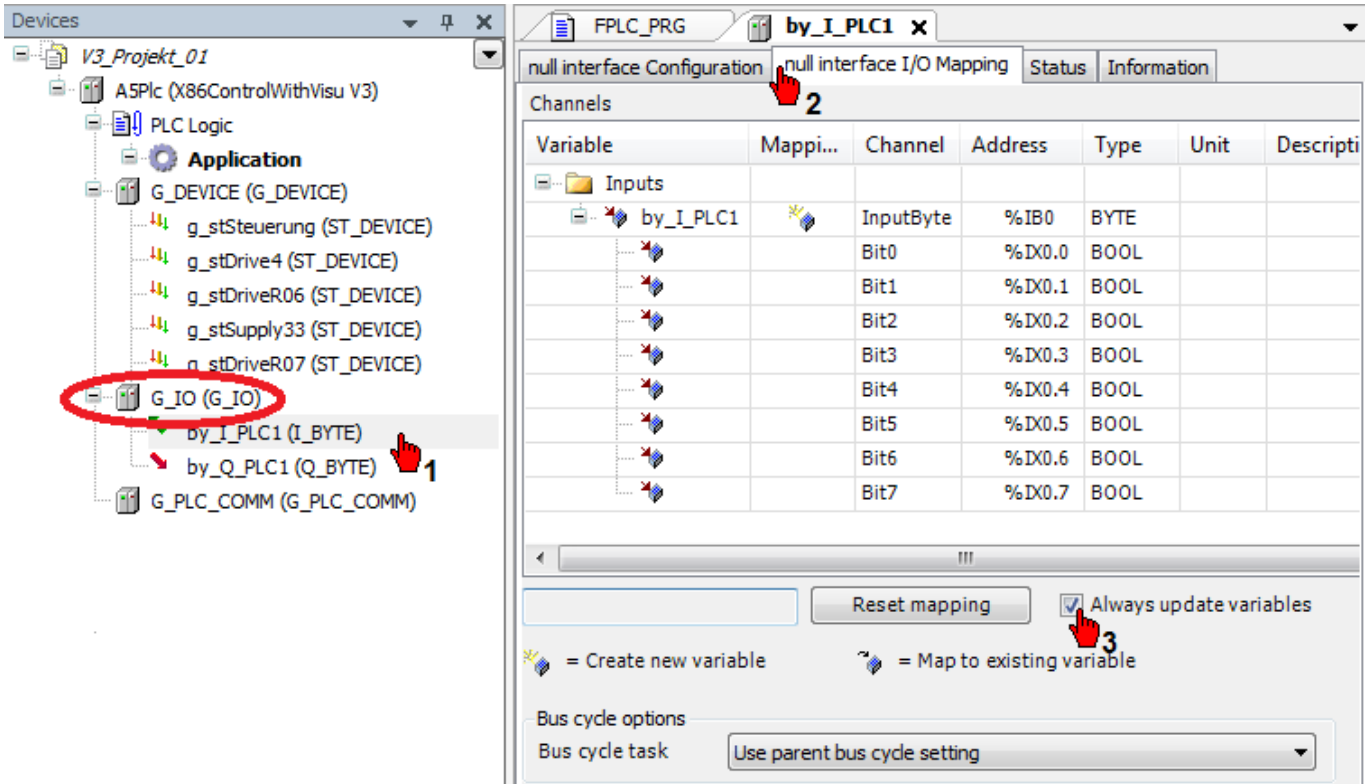 Devices
V3_Projekt_01
A5Plc (X86ControlWithVisu V3)
PLC Logic
Application
G_DEVICE (G_DEVICE)
g_stSteuerung (ST_DEVICE)
g_stDrive4 (ST_DEVICE)
g_stDriveR06 (ST_DEVICE)
g_stSupply33 (ST_DEVICE)
g_stDriveR07 (ST_DEVICE)
G_IO (G_IO)
by_I_PLC1 (I_BYTE)
1
by_Q_PLC1 (Q_BYTE)
G_PLC_COMM (G_PLC_COMM)
FPLC_PRG by_I_PLC1
null interface Configuration null interface I/O Mapping Status Information
2
Channels
Variable Mappi... Channel Address Type Unit Descripti
Inputs
by_I_PLC1 InputByte %IB0 BYTE
Bit0 %IX0.0 BOOL
Bit1 %IX0.1 BOOL
Bit2 %IX0.2 BOOL
Bit3 %IX0.3 BOOL
Bit4 %IX0.4 BOOL
Bit5 %IX0.5 BOOL
Bit6 %IX0.6 BOOL
Bit7 %IX0.7 BOOL
Reset mapping Always update variables
3
= Create new variable = Map to existing variable
Bus cycle options
Bus cycle task Use parent bus cycle setting